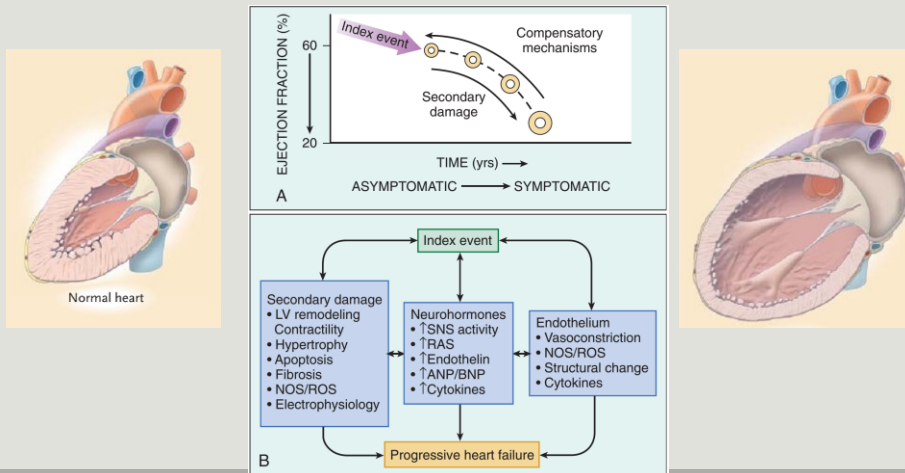 Normal heart
EJECTION FRACTION (%)
60
20
Index event
Compensatory
mechanisms
Secondary
damage
TIME (yrs)
ASYMPTOMATIC
SYMPTOMATIC
A
Index event
Secondary damage
• LV remodeling
Contractility
• Hypertrophy
• Apoptosis
• Fibrosis
• NOS/ROS
• Electrophysiology
Neurohormones
• ↑SNS activity
• ↑RAS
• ↑Endothelin
• ↑ANP/BNP
• ↑Cytokines
Endothelium
• Vasoconstriction
• NOS/ROS
• Structural change
• Cytokines
Progressive heart failure
B